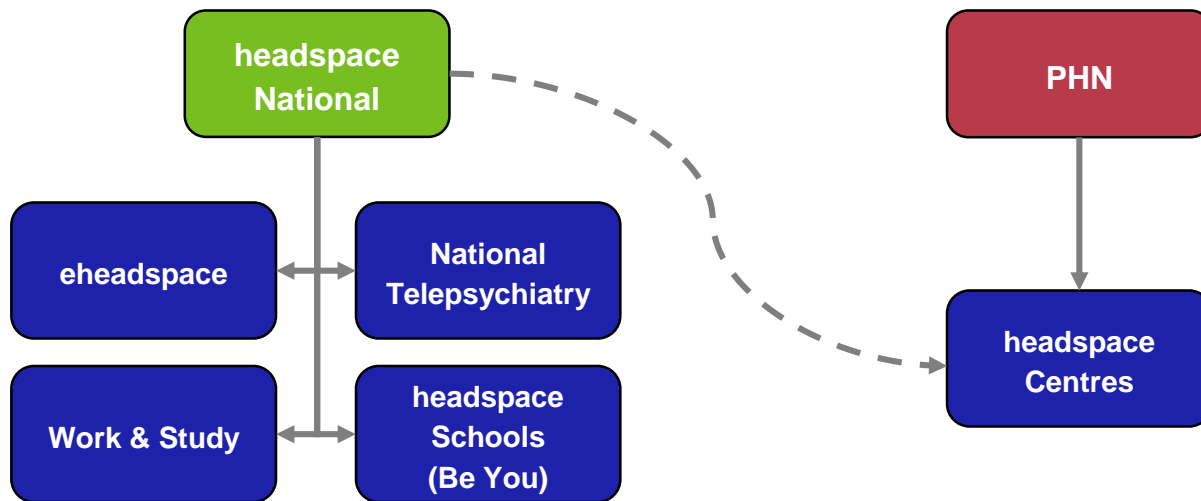 headspace
National
PHN
eheadspace
National
Telepsychiatry
headspace
Centres
Work & Study
headspace
Schools
(Be You)